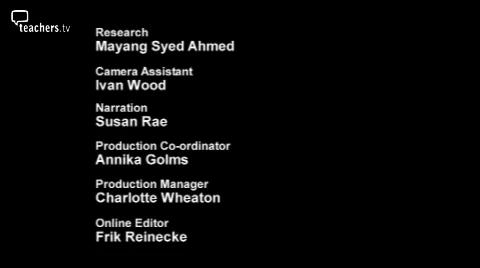 teachers.tv
Research
Mayang Syed Ahmed
Camera Assistant
Ivan Wood
Narration
Susan Rae
Production Co-ordinator
Annika Golms
Production Manager
Charlotte Wheaton
Online Editor
Frik Reinecke